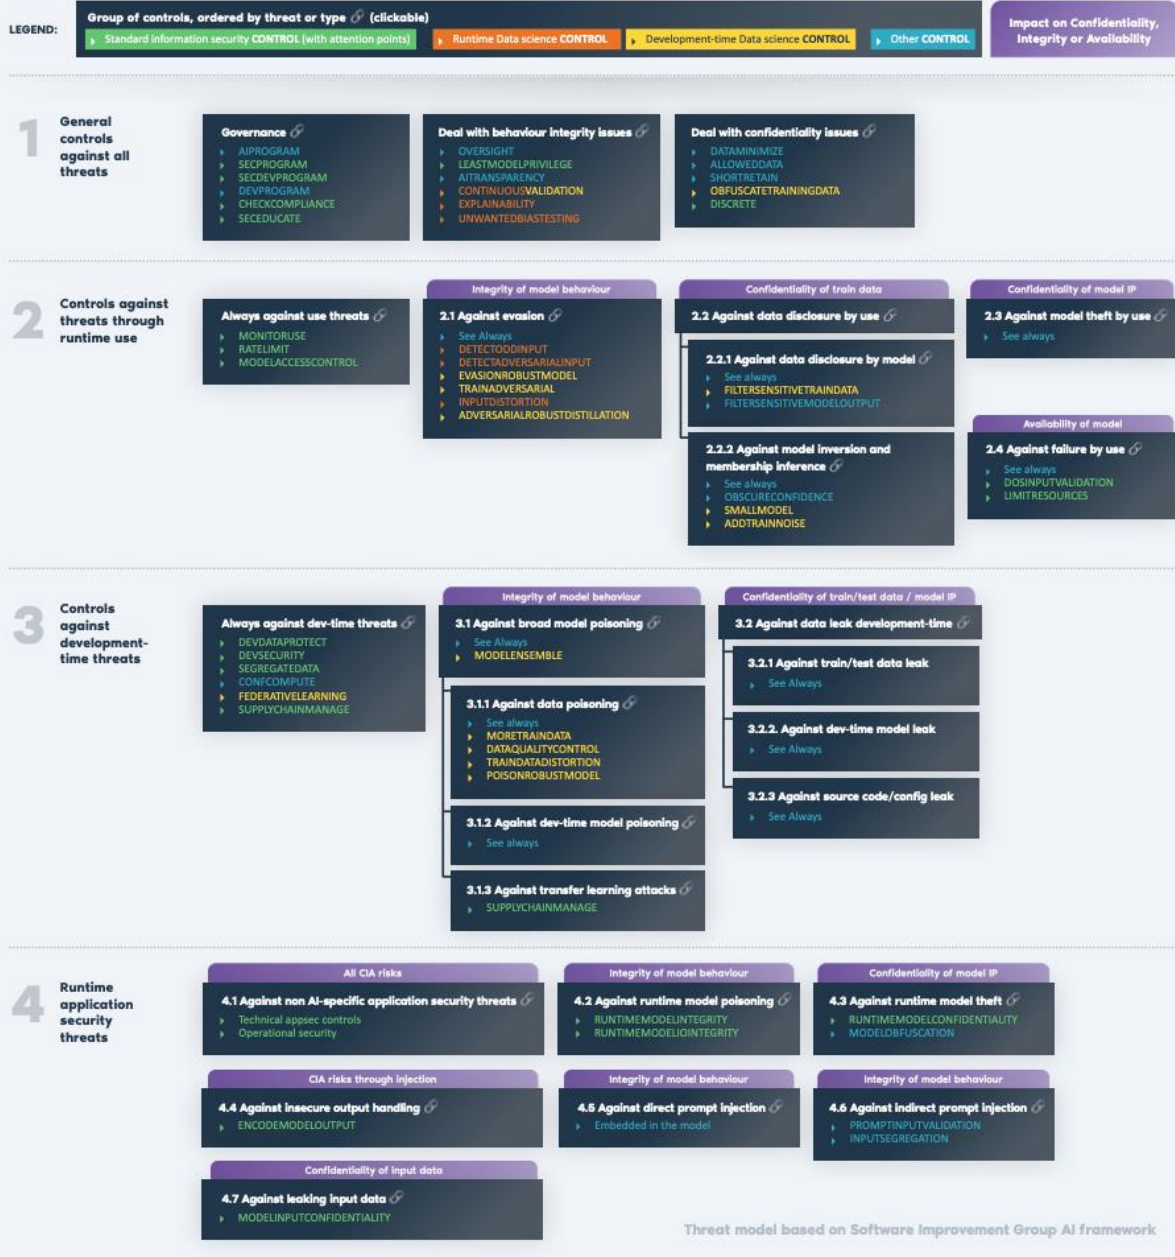 LEGEND:
Group of controls, ordered by threat or type (clickable)
Standard information security CONTROL (with attention points)
Runtime Data science CONTROL
Development-time Data science CONTROL
Other CONTROL
Impact on Confidentiality,
Integrity or Availability
1
General
controls
against all
threats
Governance
AIPROGRAM
SECPROGRAM
SECDEVPROGRAM
DEVPROGRAM
CHECKCOMPLIANCE
SECEDUCATE
Deal with behaviour integrity issues
OVERSIGHT
LEASTMODELPRIVILEGE
AITRANSPARENCY
CONTINUOUSVALIDATION
EXPLAINABILITY
UNWANTEDBIASTESTING
Deal with confidentiality issues
DATAMINIMIZE
ALLOWEDDATA
SHORTRETAIN
OBFUSCATETRAININGDATA
DISCRETE
2
Controls against
threats through
runtime use
Always against use threats
MONITORUSE
RATELIMIT
MODELACCESSCONTROL
Integrity of model behaviour
2.1 Against evasion
See Always
DETECTODDINPUT
DETECTADVERSARIALINPUT
EVASIONROBUSTMODEL
TRAINADVERSARIAL
INPUTDISTORTION
ADVERSARIALROBUSTDISTILLATION
Confidentiality of train data
2.2 Against data disclosure by use
2.2.1 Against data disclosure by model
See always
FILTERSENSITIVETRAINDATA
FILTERSENSITIVEMODELOUTPUT
2.2.2 Against model inversion and
membership inference
See always
OBSCURECONFIDENCE
SMALLMODEL
ADDTRAINNOISE
Confidentiality of model IP
2.3 Against model theft by use
See always
Availability of model
2.4 Against failure by use
See always
DOSINPUTVALIDATION
LIMITRESOURCES
3
Controls
against
development-
time threats
Always against dev-time threats
DEVDATAPROTECT
DEVSECURITY
SEGREGATEDATA
CONFCOMPUTE
FEDERATIVELEARNING
SUPPLYCHAINMANAGE
Integrity of model behaviour
3.1 Against broad model poisoning
See Always
MODELENSEMBLE
3.1.1 Against data poisoning
See always
MORETRAINDATA
DATAQUALITYCONTROL
TRAINDATADISTORTION
POISONROBUSTMODEL
3.1.2 Against dev-time model poisoning
See always
3.1.3 Against transfer learning attacks
SUPPLYCHAINMANAGE
Confidentiality of train/test data / model IP
3.2 Against data leak development-time
3.2.1 Against train/test data leak
See Always
3.2.2. Against dev-time model leak
See Always
3.2.3 Against source code/config leak
See Always
4
Runtime
application
security
threats
All CIA risks
4.1 Against non AI-specific application security threats
Technical appsec controls
Operational security
Integrity of model behaviour
4.2 Against runtime model poisoning
RUNTIMEMODELINTEGRITY
RUNTIMEMODELIOINTEGRITY
Confidentiality of model IP
4.3 Against runtime model theft
RUNTIMEMODELCONFIDENTIALITY
MODELOBFUSCATION
CIA risks through injection
4.4 Against insecure output handling
ENCODEMODELOUTPUT
Integrity of model behaviour
4.5 Against direct prompt injection
Embedded in the model
Integrity of model behaviour
4.6 Against indirect prompt injection
PROMPTINPUTVALIDATION
INPUTSEGREGATION
Confidentiality of input data
4.7 Against leaking input data
MODELINPUTCONFIDENTIALITY
Threat model based on Software Improvement Group AI framework